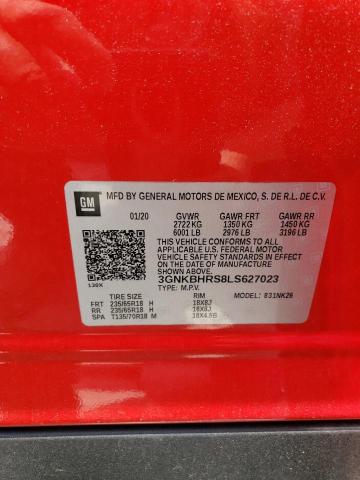 GM
MFD BY GENERAL MOTORS DE MEXICO, S. DE R.L. DE C.V.
01/20 GVWR GAWR FRT GAWR RR
2722 KG 1350 KG 1450 KG
6001 LB 2976 LB 3196 LB
THIS VEHICLE CONFORMS TO ALL
APPLICABLE U.S. FEDERAL MOTOR
VEHICLE SAFETY STANDARDS IN
EFFECT ON THE DATE OF
MANUFACTURE SHOWN ABOVE.
3GNKBHRS8LS627023
TYPE: M.P.V.
130X
TIRE SIZE RIM MODEL: 831NK26
FRT 235/65R18 H 18X8J
RR 235/65R18 H 18X8J
SPA T135/70R18 M 18X4.5B